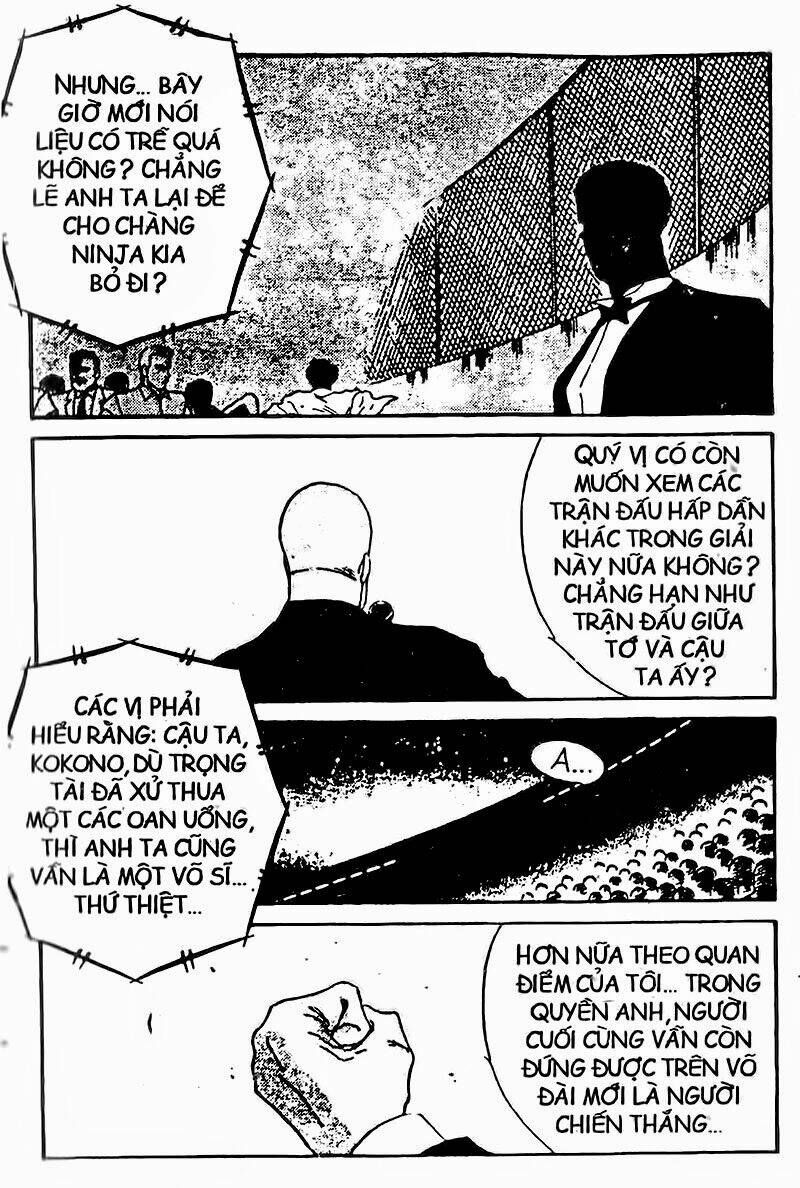 NHƯNG... BÂY
GIỜ MỚI NÓI
LIỆU CÓ TRỄ QUÁ
KHÔNG? CHẲNG
LẼ ANH TA LẠI ĐỂ
CHO CHÀNG
NINJA KIA
BỎ ĐI?
QUÝ VỊ CÓ CÒN
MUỐN XEM CÁC
TRẬN ĐẤU HẤP DẪN
KHÁC TRONG GIẢI
NÀY NỮA KHÔNG?
CHẲNG HẠN NHƯ
TRẬN ĐẤU GIỮA
TỚ VÀ CẬU
TA ẤY?
CÁC VỊ PHẢI
HIỂU RẰNG: CẬU TA,
KOKONO, DÙ TRỌNG
TÀI ĐÃ XỬ THUA
MỘT CÁC OAN UỔNG,
THÌ ANH TA CŨNG
VẪN LÀ MỘT VÕ SĨ...
THỨ THIỆT...
A...
HƠN NỮA THEO QUAN
ĐIỂM CỦA TÔI... TRONG
QUYỀN ANH, NGƯỜI
CUỐI CÙNG VẪN CÒN
ĐỨNG ĐƯỢC TRÊN VÕ
ĐÀI MỚI LÀ NGƯỜI
CHIẾN THẮNG...